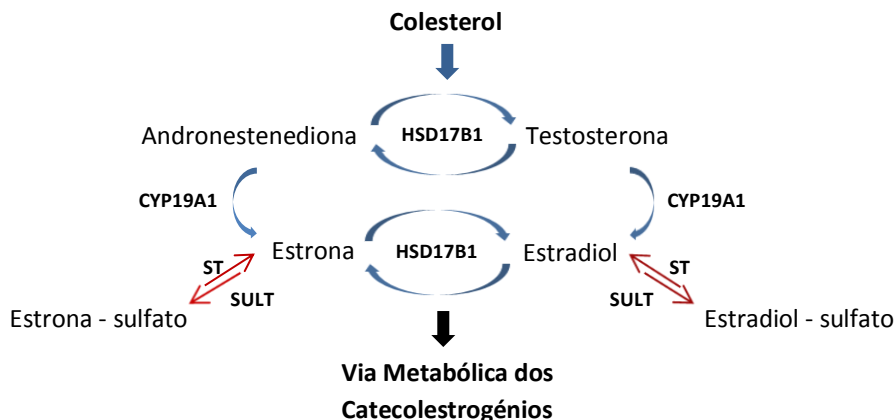 Colesterol
Andronestenediona HSD17B1 Testosterona
CYP19A1 CYP19A1
Estrona HSD17B1 Estradiol
ST ST
SULT SULT
Estrona - sulfato Estradiol - sulfato
Via Metabólica dos
Catecolestrogénios